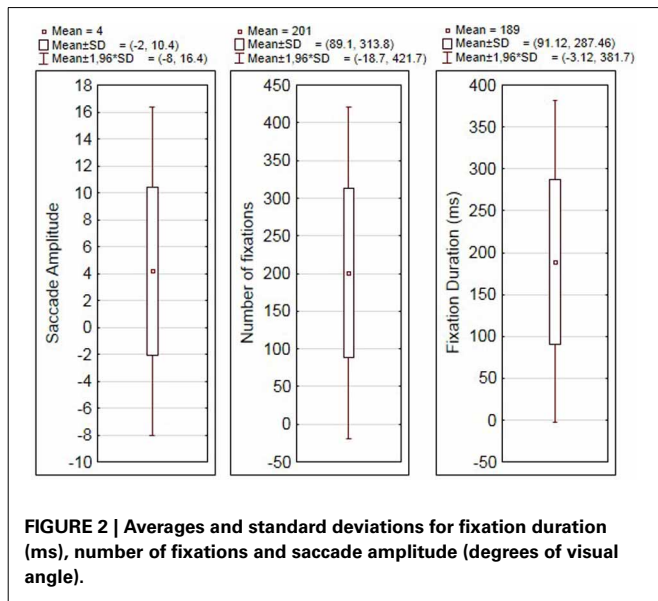 Mean = 4
Mean±SD = (-2, 10.4)
Mean±1,96*SD = (-8, 16.4)
18
16
14
12
10
8
6
4
2
0
-2
-4
-6
-8
-10
Saccade Amplitude
Mean = 201
Mean±SD = (89.1, 313.8)
Mean±1,96*SD = (-18.7, 421.7)
450
400
350
300
250
200
150
100
50
0
-50
Number of fixations
Mean = 189
Mean±SD = (91.12, 287.46)
Mean±1,96*SD = (-3.12, 381.7)
400
350
300
250
200
150
100
50
0
-50
Fixation Duration (ms)
FIGURE 2 | Averages and standard deviations for fixation duration
(ms), number of fixations and saccade amplitude (degrees of visual
angle).